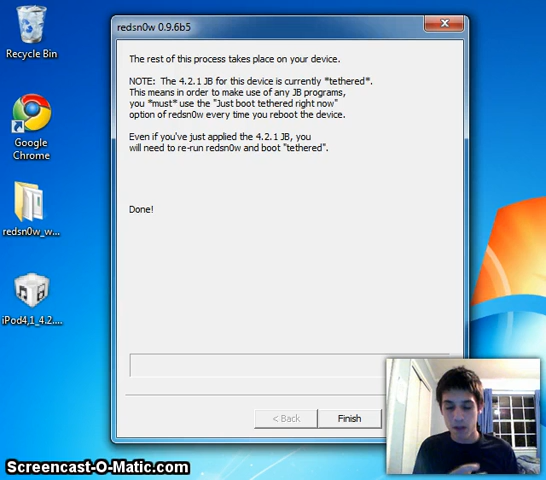 Recycle Bin
Google
Chrome
redsn0w_w...
iPod4,1_4.2....
redsn0w 0.9.6b5
The rest of this process takes place on your device.
NOTE: The 4.2.1 JB for this device is currently *tethered*.
This means in order to make use of any JB programs,
you *must* use the "Just boot tethered right now"
option of redsn0w every time you reboot the device.
Even if you've just applied the 4.2.1 JB, you
will need to re-run redsn0w and boot "tethered".
Done!
< Back
Finish
Screencast-O-Matic.com